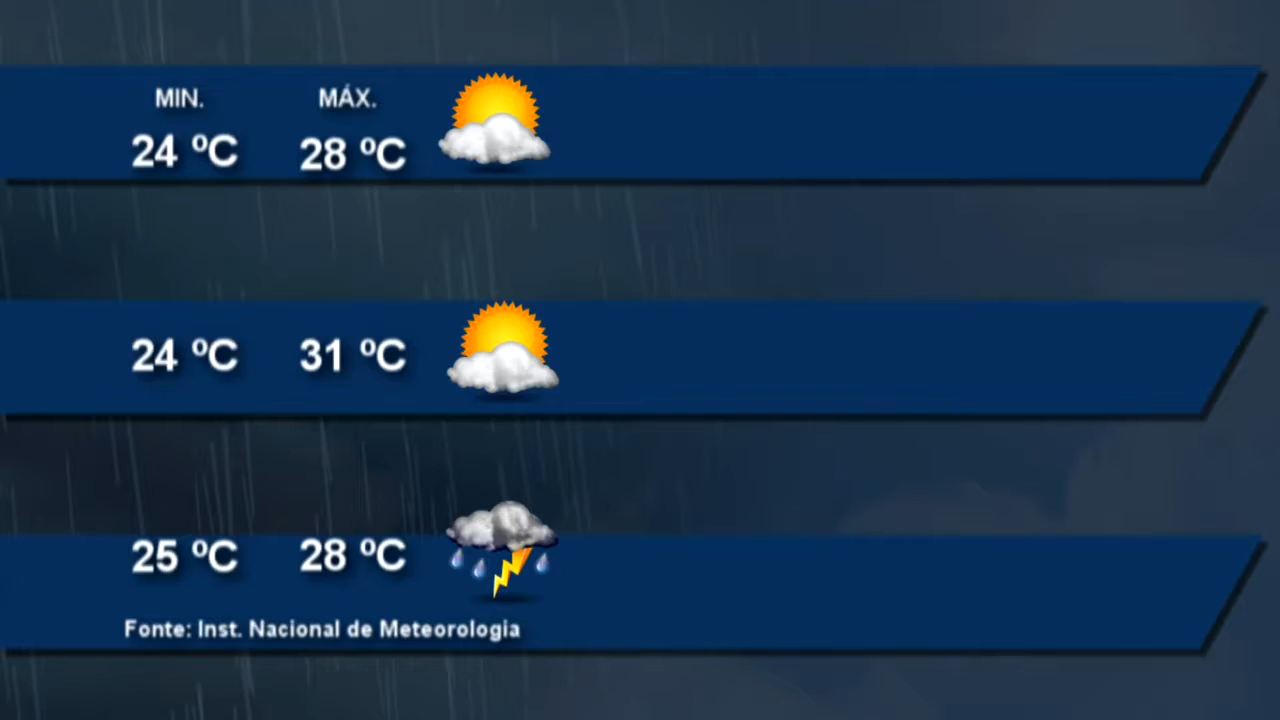 MIN. MÁX.
24 ºC 28 ºC
24 ºC 31 ºC
25 ºC 28 ºC
Fonte: Inst. Nacional de Meteorologia